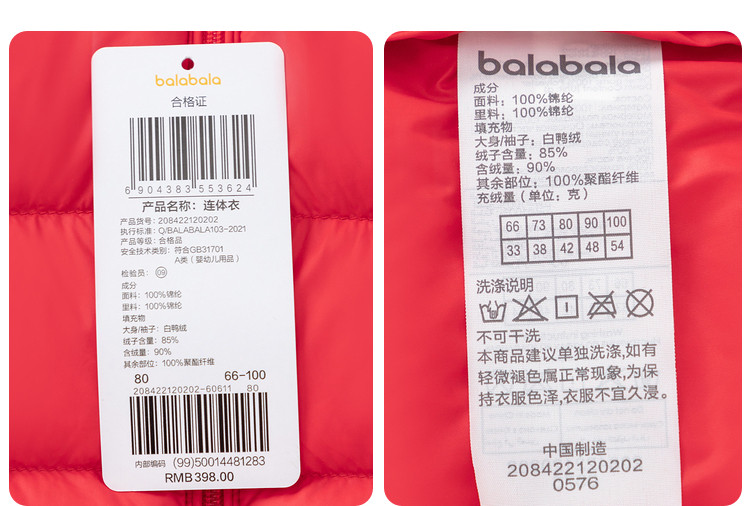 balabala
合格证
6 904383 553624
产品名称：连体衣
产品货号：208422120202
执行标准：Q/BALABALA103-2021
产品等级：合格品
安全技术类别：符合GB31701
A类（婴幼儿用品）
检验员：09
成分
面料：100%锦纶
里料：100%锦纶
填充物
大身/袖子：白鸭绒
绒子含量：85%
含绒量：90%
其余部位：100%聚酯纤维
80 66-100
208422120202-60611 80
内部编码 (99)50014481283
RMB398.00
balabala
成分
面料：100%锦纶
里料：100%锦纶
填充物
大身/袖子：白鸭绒
绒子含量：85%
含绒量：90%
其余部位：100%聚酯纤维
充绒量（单位：克）
66 73 80 90 100
33 38 42 48 54
洗涤说明
不可干洗
本商品建议单独洗涤，如有
轻微褪色属正常现象，为保
持衣服色泽，衣服不宜久浸。
中国制造
208422120202
0576